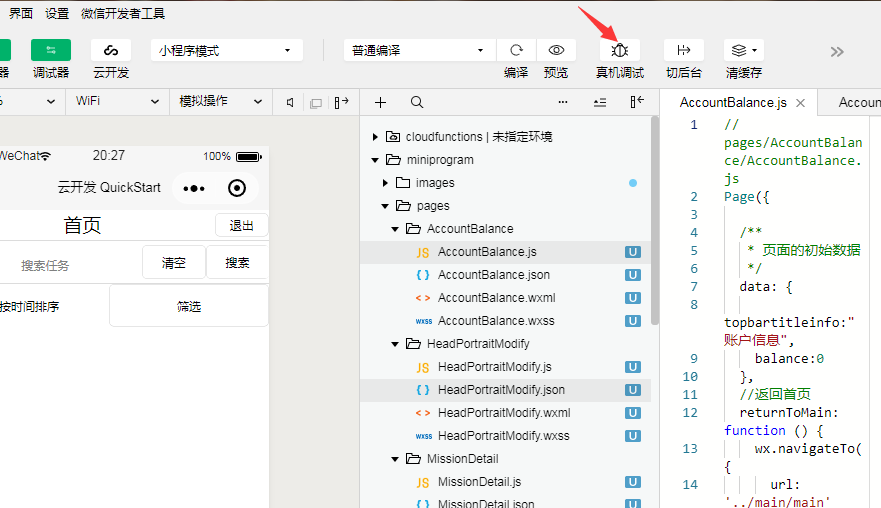 界面 设置 微信开发者工具
器 调试器 云开发 小程序模式 普通编译 编译 预览 真机调试 切后台 清缓存
% WiFi 模拟操作
WeChat 20:27 100%
云开发 QuickStart
首页 退出
搜索任务 清空 搜索
按时间排序 筛选
cloudfunctions | 未指定环境
miniprogram
images
pages
AccountBalance
JS AccountBalance.js U
{ } AccountBalance.json U
< > AccountBalance.wxml U
wxss AccountBalance.wxss U
HeadPortraitModify
JS HeadPortraitModify.js U
{ } HeadPortraitModify.json U
< > HeadPortraitModify.wxml U
wxss HeadPortraitModify.wxss U
MissionDetail
JS MissionDetail.js U
{ } MissionDetail.json U
AccountBalance.js × Accoun
1 //
pages/AccountBalan
ce/AccountBalance.
js
2 Page({
3
4 /**
5 * 页面的初始数据
6 */
7 data: {
8
topbartitleinfo:"
账户信息",
9 balance:0
10 },
11 //返回首页
12 returnToMain:
function () {
13 wx.navigateTo(
{
14 url:
'../main/main'